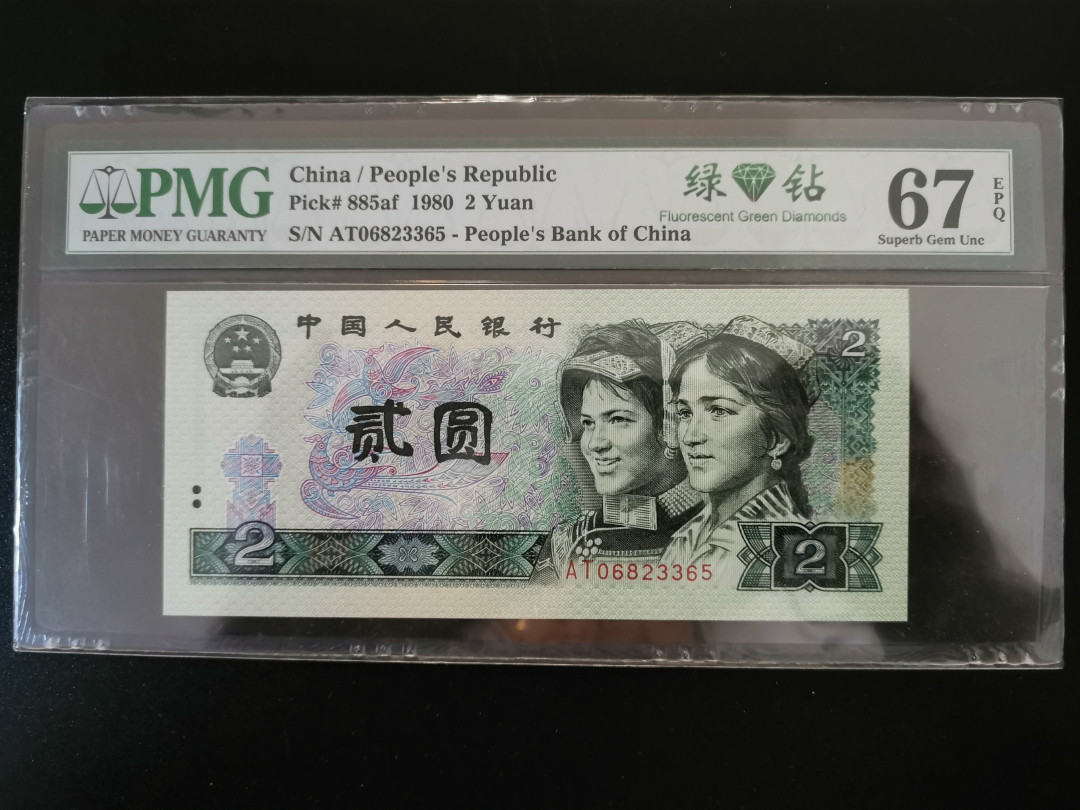 PMG
PAPER MONEY GUARANTY
China / People's Republic
Pick# 885af 1980 2 Yuan
S/N AT06823365 - People's Bank of China
绿 钻
Fluorescent Green Diamonds
67
EPQ
Superb Gem Unc
中国人民银行
2
贰圆
2
2
AT06823365